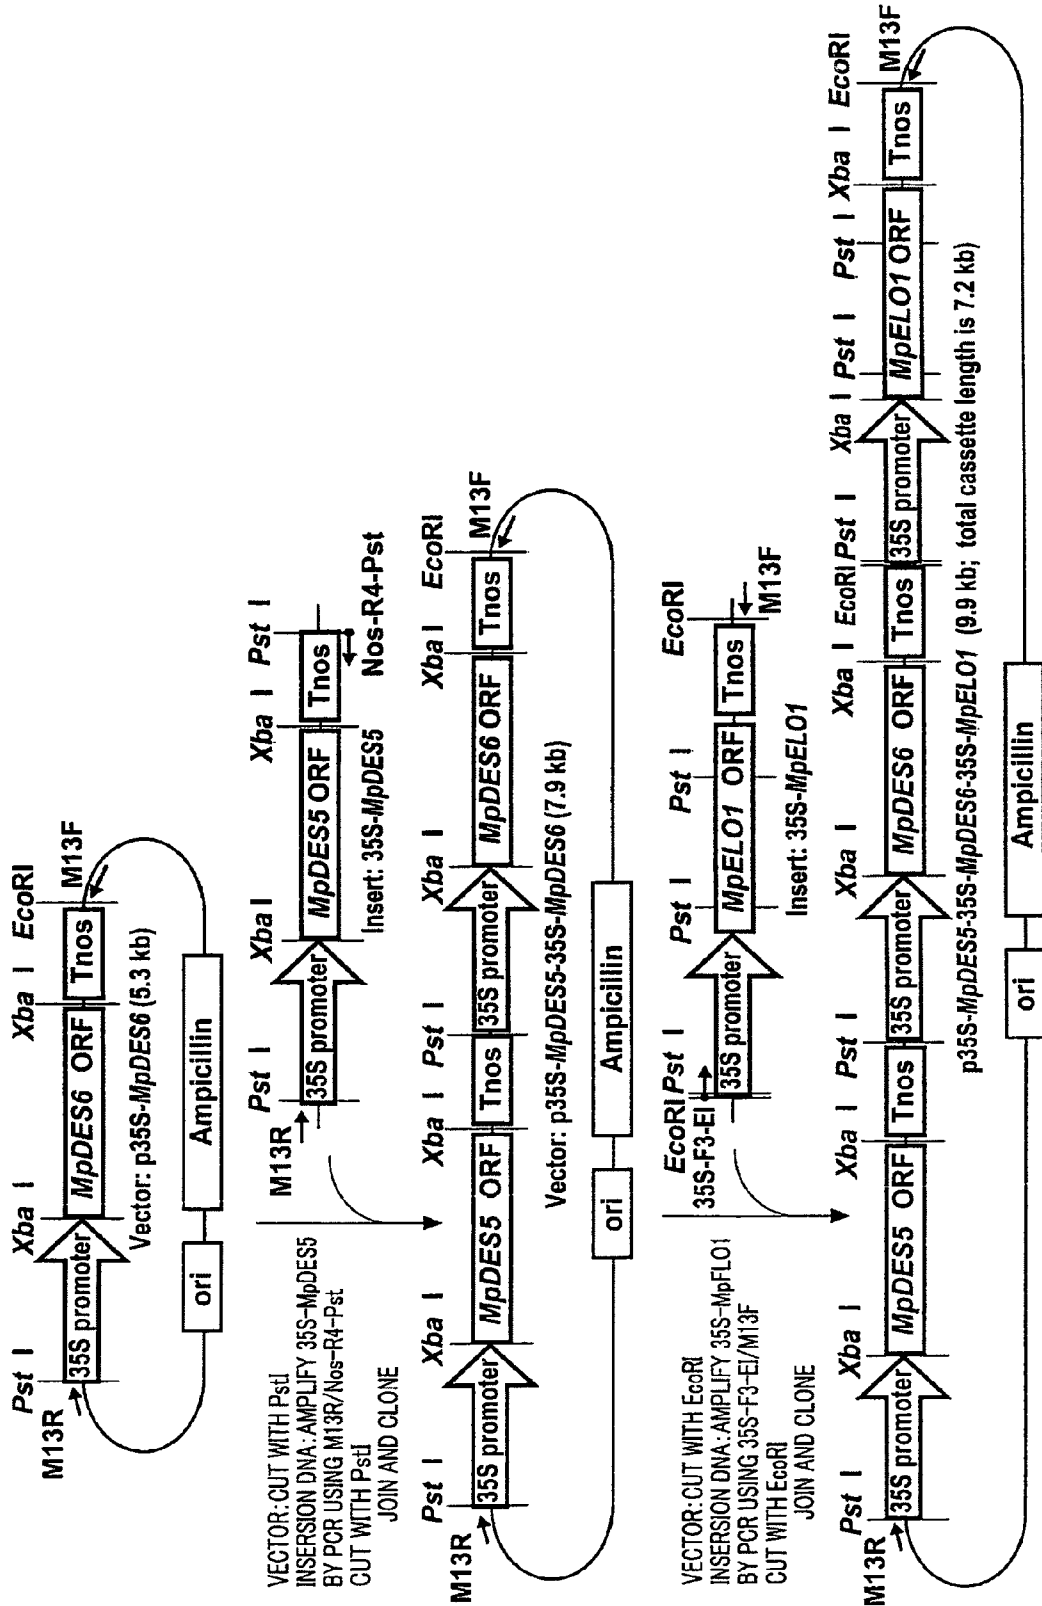 Pst I
Xba I
Xba I
EcoRI
M13R
35S promoter
MpDES6 ORF
Tnos
M13F
Vector: p35S-MpDES6 (5.3 kb)
ori
Ampicillin
VECTOR: CUT WITH PstI
INSERSION DNA: AMPLIFY 35S-MpDES5
BY PCR USING M13R/Nos-R4-Pst
CUT WITH PstI
JOIN AND CLONE
Pst I
Xba I
Xba I
Pst I
M13R
35S promoter
MpDES5 ORF
Tnos
Nos-R4-Pst
Insert: 35S-MpDES5
Pst I
Xba I
Xba I
Pst I
Xba I
Xba I
EcoRI
M13R
35S promoter
MpDES5 ORF
Tnos
35S promoter
MpDES6 ORF
Tnos
M13F
Vector: p35S-MpDES5-35S-MpDES6 (7.9 kb)
ori
Ampicillin
VECTOR: CUT WITH EcoRI
INSERSION DNA: AMPLIFY 35S-MpFLO1
BY PCR USING 35S-F3-EI/M13F
CUT WITH EcoRI
JOIN AND CLONE
EcoRI
Pst I
Pst I
Pst I
EcoRI
35S-F3-EI
35S promoter
MpELO1 ORF
Tnos
M13F
Insert: 35S-MpELO1
Pst I
Xba I
Xba I
Pst I
Xba I
Xba I
EcoRI
Pst I
Xba I
Pst I
Pst I
Xba I
EcoRI
M13R
35S promoter
MpDES5 ORF
Tnos
35S promoter
MpDES6 ORF
Tnos
35S promoter
MpELO1 ORF
Tnos
M13F
p35S-MpDES5-35S-MpDES6-35S-MpELO1 (9.9 kb; total cassette length is 7.2 kb)
ori
Ampicillin